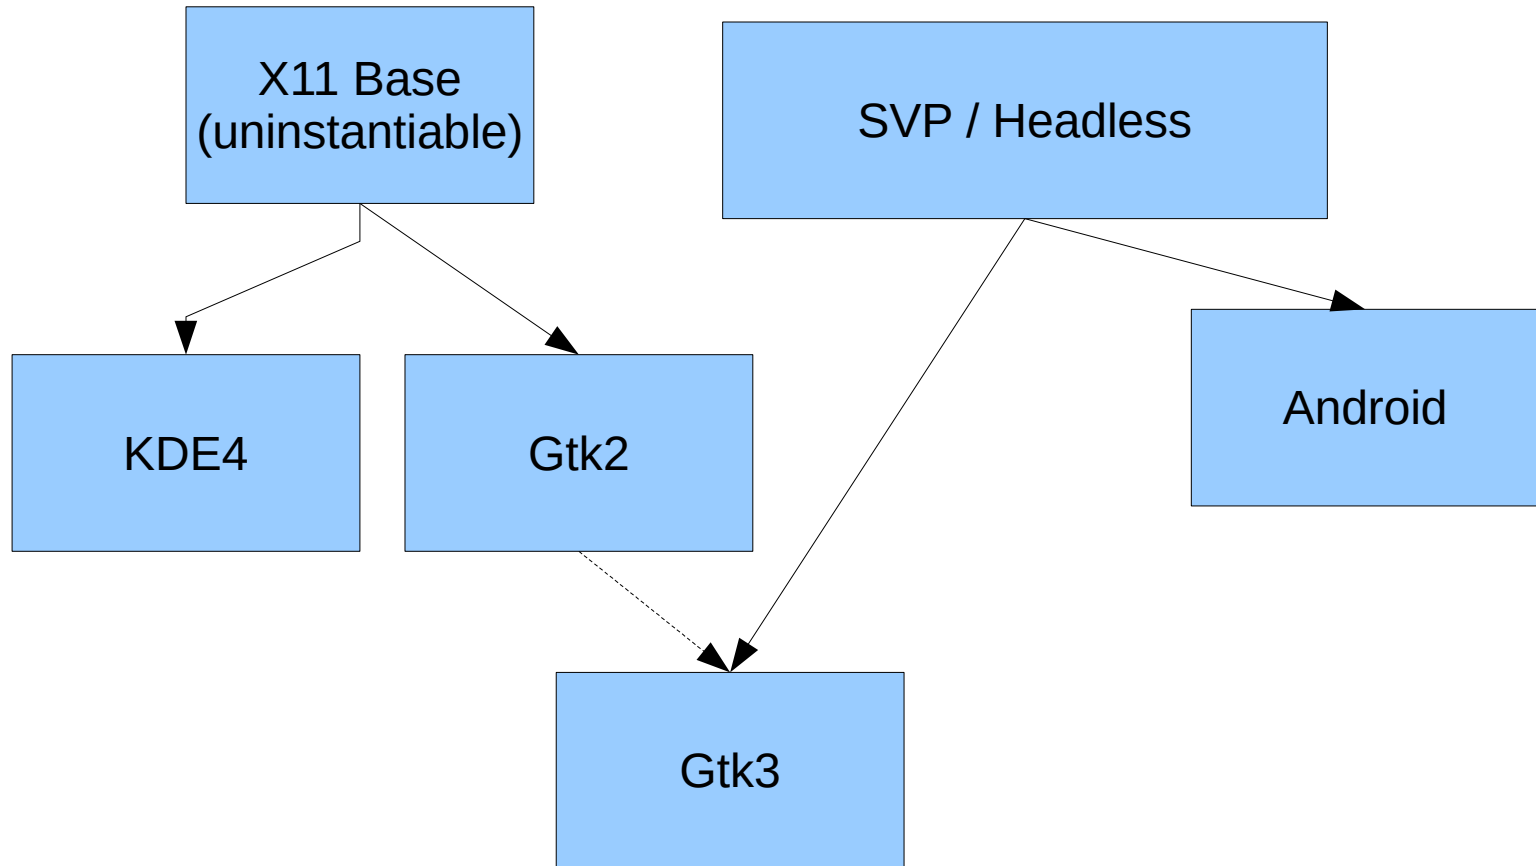 X11 Base
(uninstantiable)
SVP / Headless
KDE4
Gtk2
Android
Gtk3